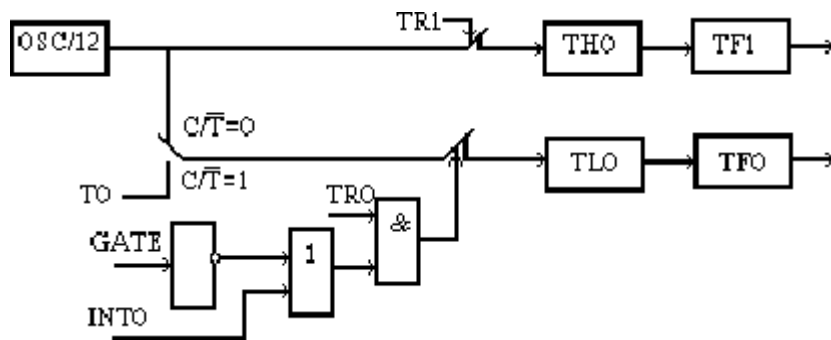 TR1
OSC/12
TH0
TF1
C/T̅=0
C/T̅=1
T0
TL0
TF0
TR0
&
GATE
1
INT0